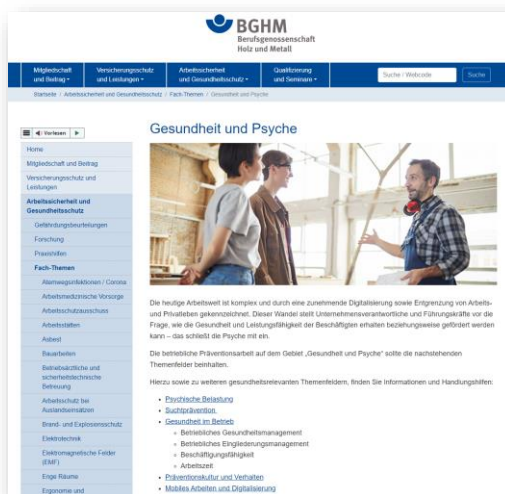 BGHM
Berufsgenossenschaft
Holz und Metall
Mitgliedschaft
und Beitrag
Versicherungsschutz
und Leistungen
Arbeitssicherheit
und Gesundheitsschutz
Qualifizierung
und Seminare
Suche / Webcode
Suche
Startseite / Arbeitssicherheit und Gesundheitsschutz / Fach-Themen / Gesundheit und Psyche
Vorlesen
Home
Mitgliedschaft und Beitrag
Versicherungsschutz und
Leistungen
Arbeitssicherheit und
Gesundheitsschutz
Gefährdungsbeurteilungen
Forschung
Praxishilfen
Fach-Themen
Atemwegsinfektionen / Corona
Arbeitsmedizinische Vorsorge
Arbeitsschutzausschuss
Arbeitsstätten
Asbest
Bauarbeiten
Betriebsärztliche und
sicherheitstechnische
Betreuung
Arbeitsschutz bei
Auslandseinsätzen
Brand- und Explosionsschutz
Elektrotechnik
Elektromagnetische Felder
(EMF)
Enge Räume
Ergonomie und
Gesundheit und Psyche
Die heutige Arbeitswelt ist komplex und durch eine zunehmende Digitalisierung sowie Entgrenzung von Arbeits-
und Privatleben gekennzeichnet. Dieser Wandel stellt Unternehmensverantwortliche und Führungskräfte vor die
Frage, wie die Gesundheit und Leistungsfähigkeit der Beschäftigten erhalten beziehungsweise gefördert werden
kann – das schließt die Psyche mit ein.
Die betriebliche Präventionsarbeit auf dem Gebiet „Gesundheit und Psyche“ sollte die nachstehenden
Themenfelder beinhalten.
Hierzu sowie zu weiteren gesundheitsrelevanten Themenfeldern, finden Sie Informationen und Handlungshilfen:
Psychische Belastung
Suchtprävention
Gesundheit im Betrieb
Betriebliches Gesundheitsmanagement
Betriebliches Eingliederungsmanagement
Beschäftigungsfähigkeit
Arbeitszeit
Präventionskultur und Verhalten
Mobiles Arbeiten und Digitalisierung